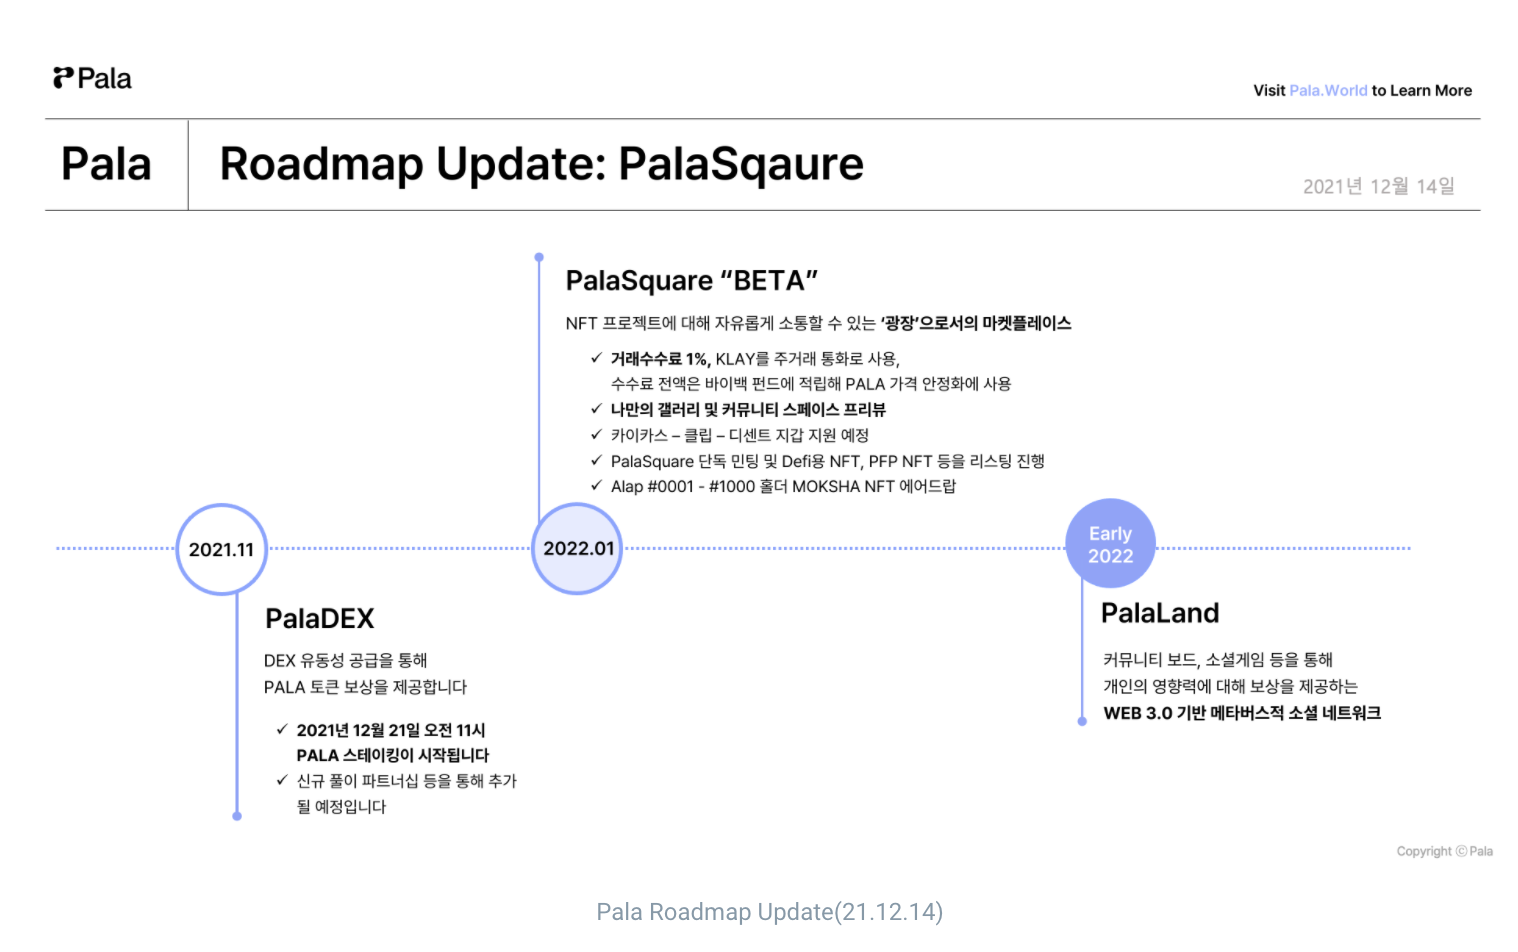 Pala
Visit Pala.World to Learn More
Pala
Roadmap Update: PalaSqaure
2021년 12월 14일
PalaSquare “BETA”
NFT 프로젝트에 대해 자유롭게 소통할 수 있는 ‘광장’으로서의 마켓플레이스
✓ 거래수수료 1%, KLAY를 주거래 통화로 사용,
수수료 전액은 바이백 펀드에 적립해 PALA 가격 안정화에 사용
✓ 나만의 갤러리 및 커뮤니티 스페이스 프리뷰
✓ 카이카스 – 클립 – 디센트 지갑 지원 예정
✓ PalaSquare 단독 민팅 및 Defi용 NFT, PFP NFT 등을 리스팅 진행
✓ Alap #0001 - #1000 홀더 MOKSHA NFT 에어드랍
2021.11
2022.01
Early
2022
PalaDEX
DEX 유동성 공급을 통해
PALA 토큰 보상을 제공합니다
✓ 2021년 12월 21일 오전 11시
PALA 스테이킹이 시작됩니다
✓ 신규 풀이 파트너십 등을 통해 추가
될 예정입니다
PalaLand
커뮤니티 보드, 소셜게임 등을 통해
개인의 영향력에 대해 보상을 제공하는
WEB 3.0 기반 메타버스적 소셜 네트워크
Copyright ⓒ Pala
Pala Roadmap Update(21.12.14)